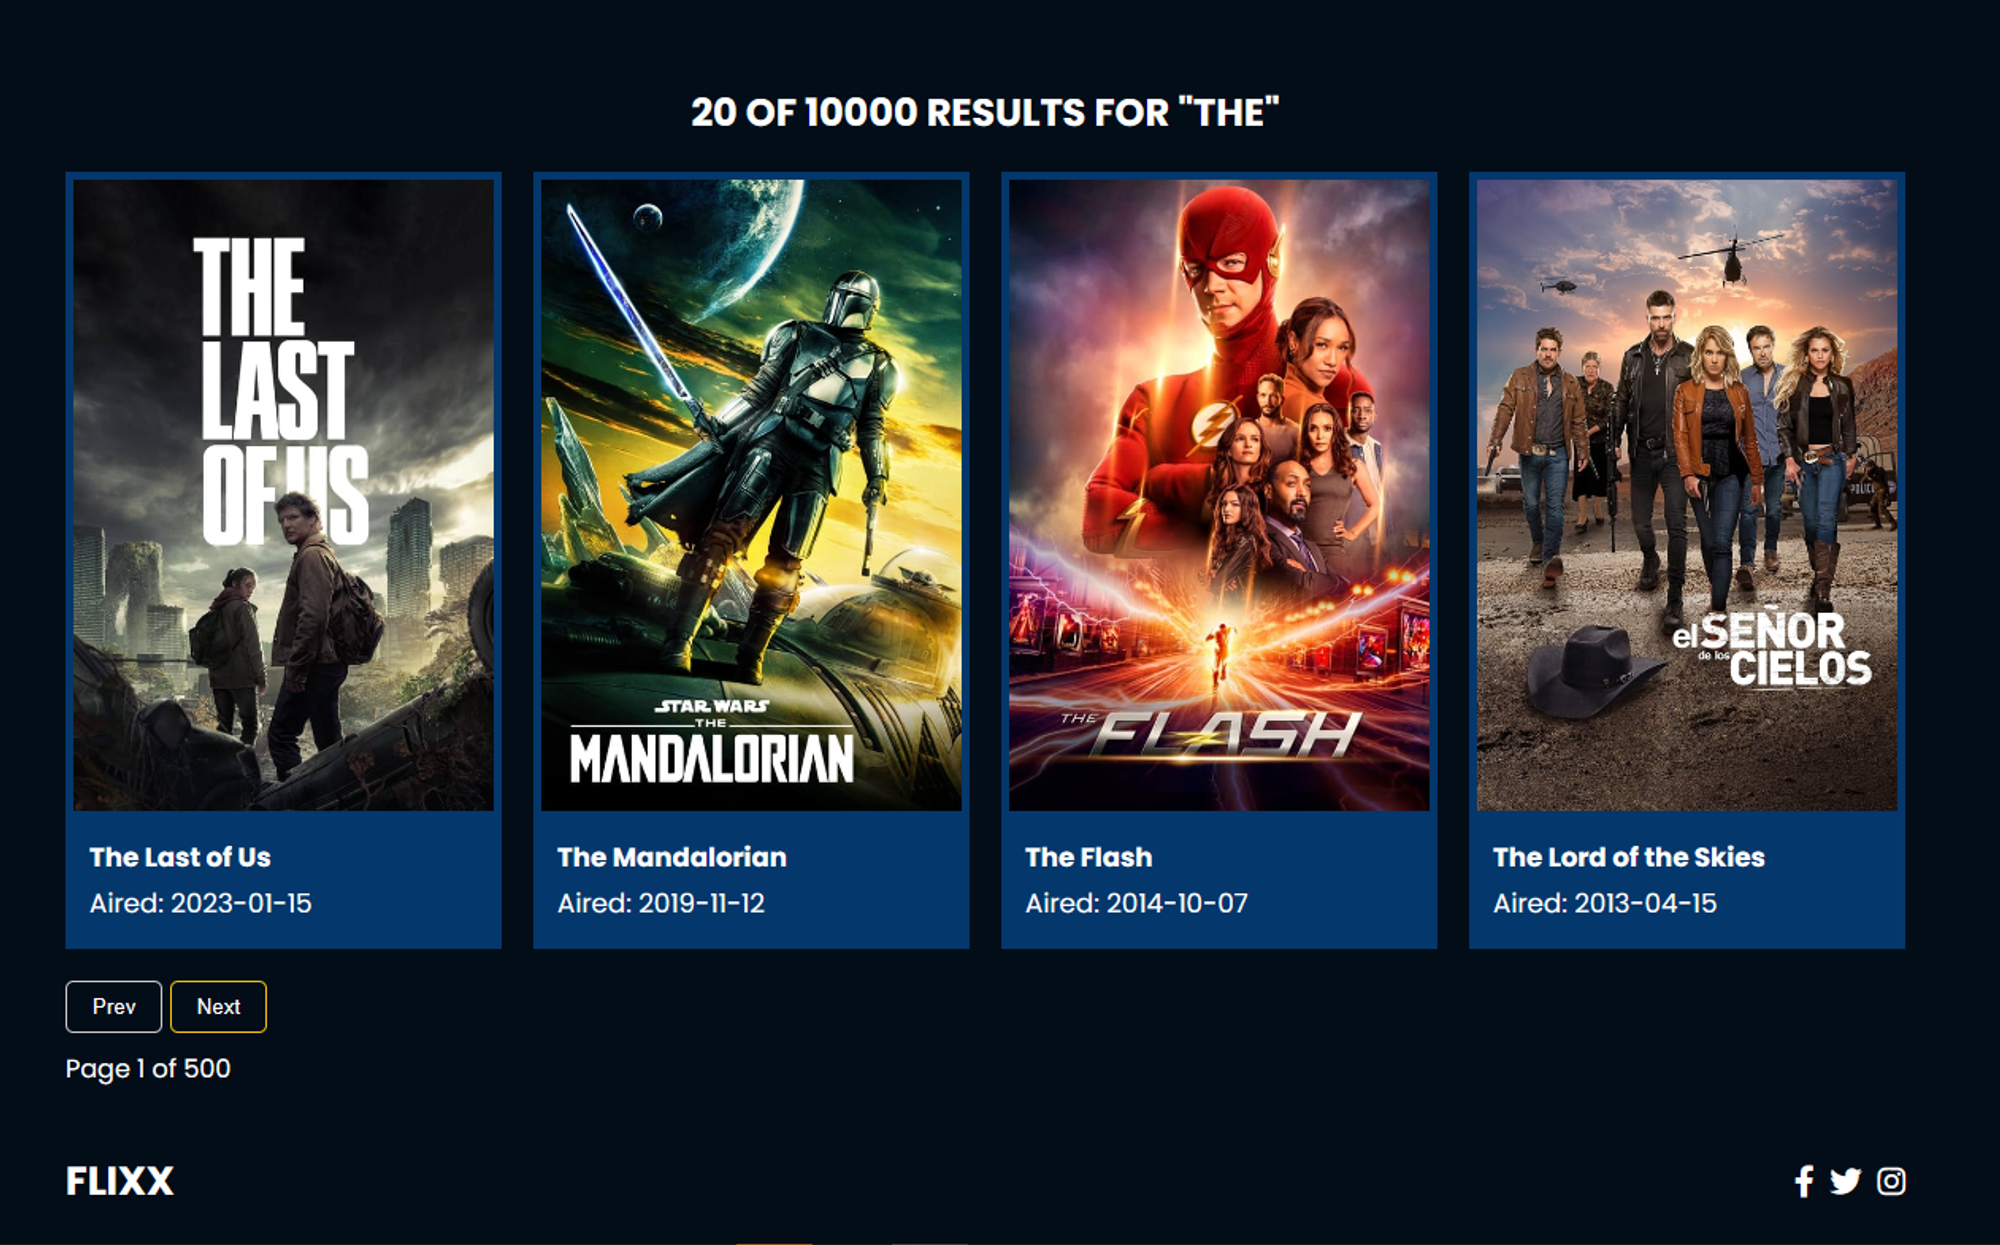 20 OF 10000 RESULTS FOR "THE"
THE
LAST
OF US
STAR WARS
THE
MANDALORIAN
THE FLASH
POLICE
el SEÑOR
de los CIELOS
The Last of Us
Aired: 2023-01-15
The Mandalorian
Aired: 2019-11-12
The Flash
Aired: 2014-10-07
The Lord of the Skies
Aired: 2013-04-15
Prev
Next
Page 1 of 500
FLIXX